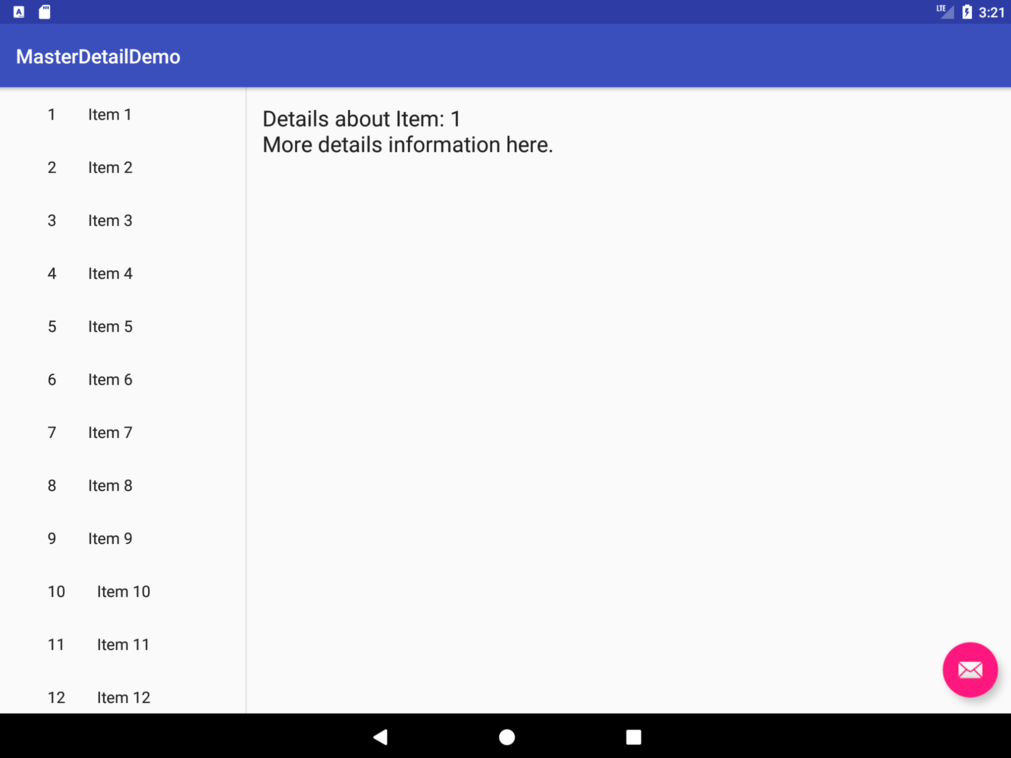 LTE 3:21
MasterDetailDemo
1 Item 1
2 Item 2
3 Item 3
4 Item 4
5 Item 5
6 Item 6
7 Item 7
8 Item 8
9 Item 9
10 Item 10
11 Item 11
12 Item 12
Details about Item: 1
More details information here.